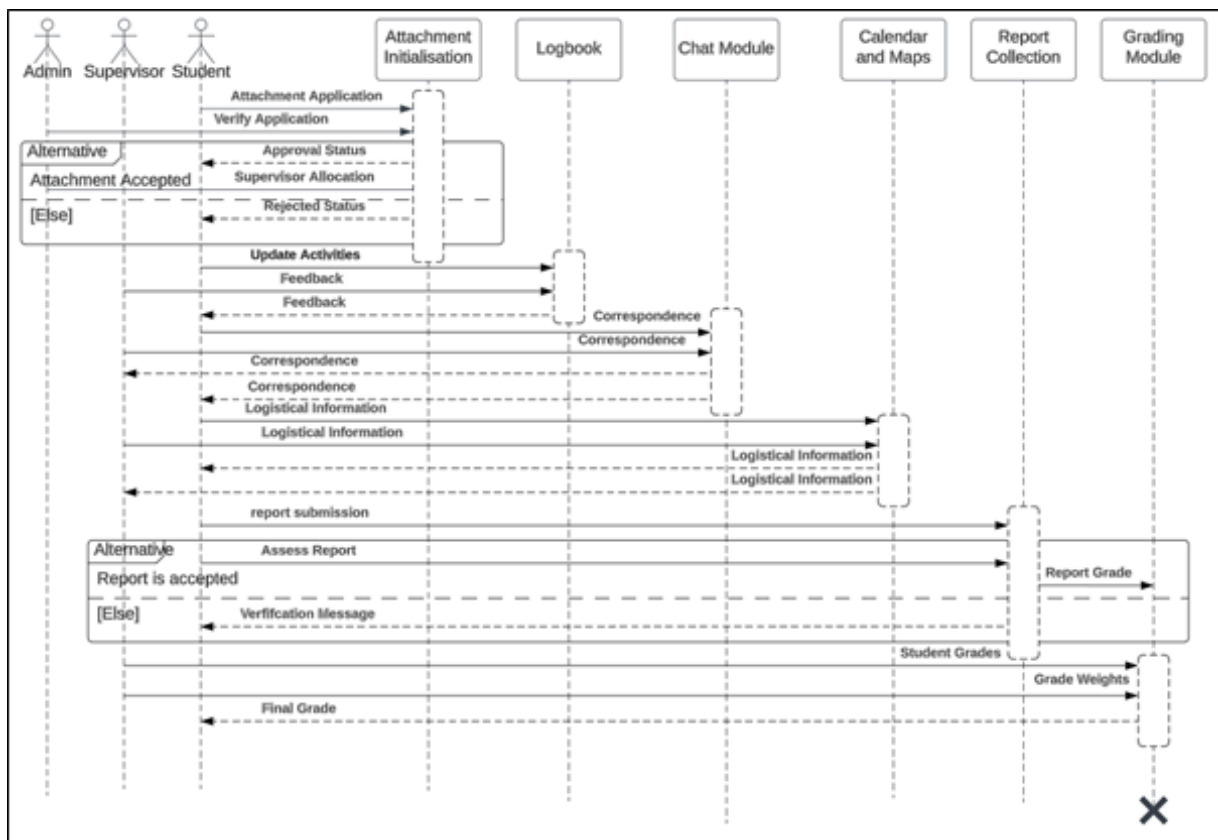 Admin
Supervisor
Student
Attachment
Initialisation
Logbook
Chat Module
Calendar
and Maps
Report
Collection
Grading
Module
Attachment Application
Verify Application
Alternative
Approval Status
Attachment Accepted
Supervisor Allocation
Rejected Status
[Else]
Update Activities
Feedback
Feedback
Correspondence
Correspondence
Correspondence
Correspondence
Logistical Information
Logistical Information
Logistical Information
Logistical Information
report submission
Alternative
Assess Report
Report is accepted
Report Grade
[Else]
Verfifcation Message
Student Grades
Grade Weights
Final Grade